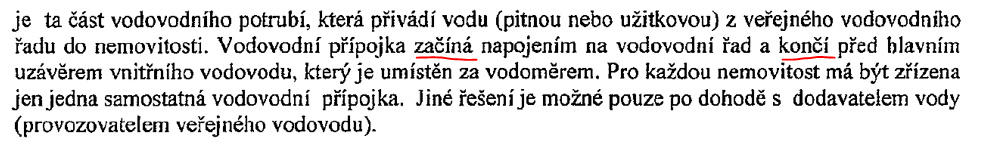 je ta část vodovodního potrubí, která přivádí vodu (pitnou nebo užitkovou) z veřejného vodovodního
řadu do nemovitosti. Vodovodní přípojka začíná napojením na vodovodní řad a končí před hlavním
uzávěrem vnitřního vodovodu, který je umístěn za vodoměrem. Pro každou nemovitost má být zřízena
jen jedna samostatná vodovodní přípojka. Jiné řešení je možné pouze po dohodě s dodavatelem vody
(provozovatelem veřejného vodovodu).